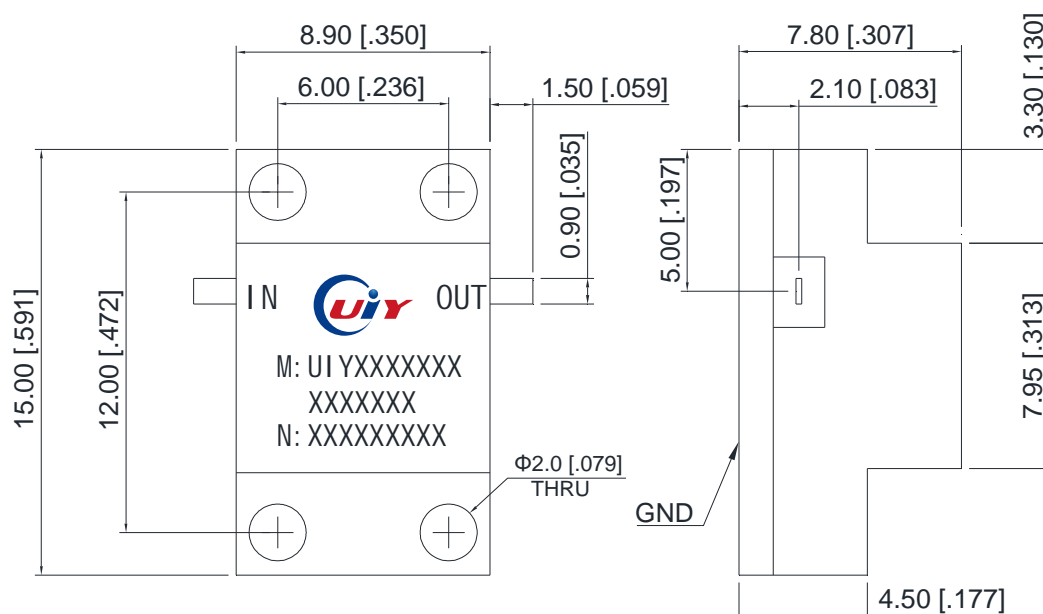 8.90 [.350]
6.00 [.236]
1.50 [.059]
0.90 [.035]
15.00 [.591]
12.00 [.472]
IN
UiY
OUT
M: UIYXXXXXXXX
XXXXXXX
N: XXXXXXXXX
Φ2.0 [.079]
THRU
7.80 [.307]
2.10 [.083]
3.30 [.130]
5.00 [.197]
7.95 [.313]
GND
4.50 [.177]